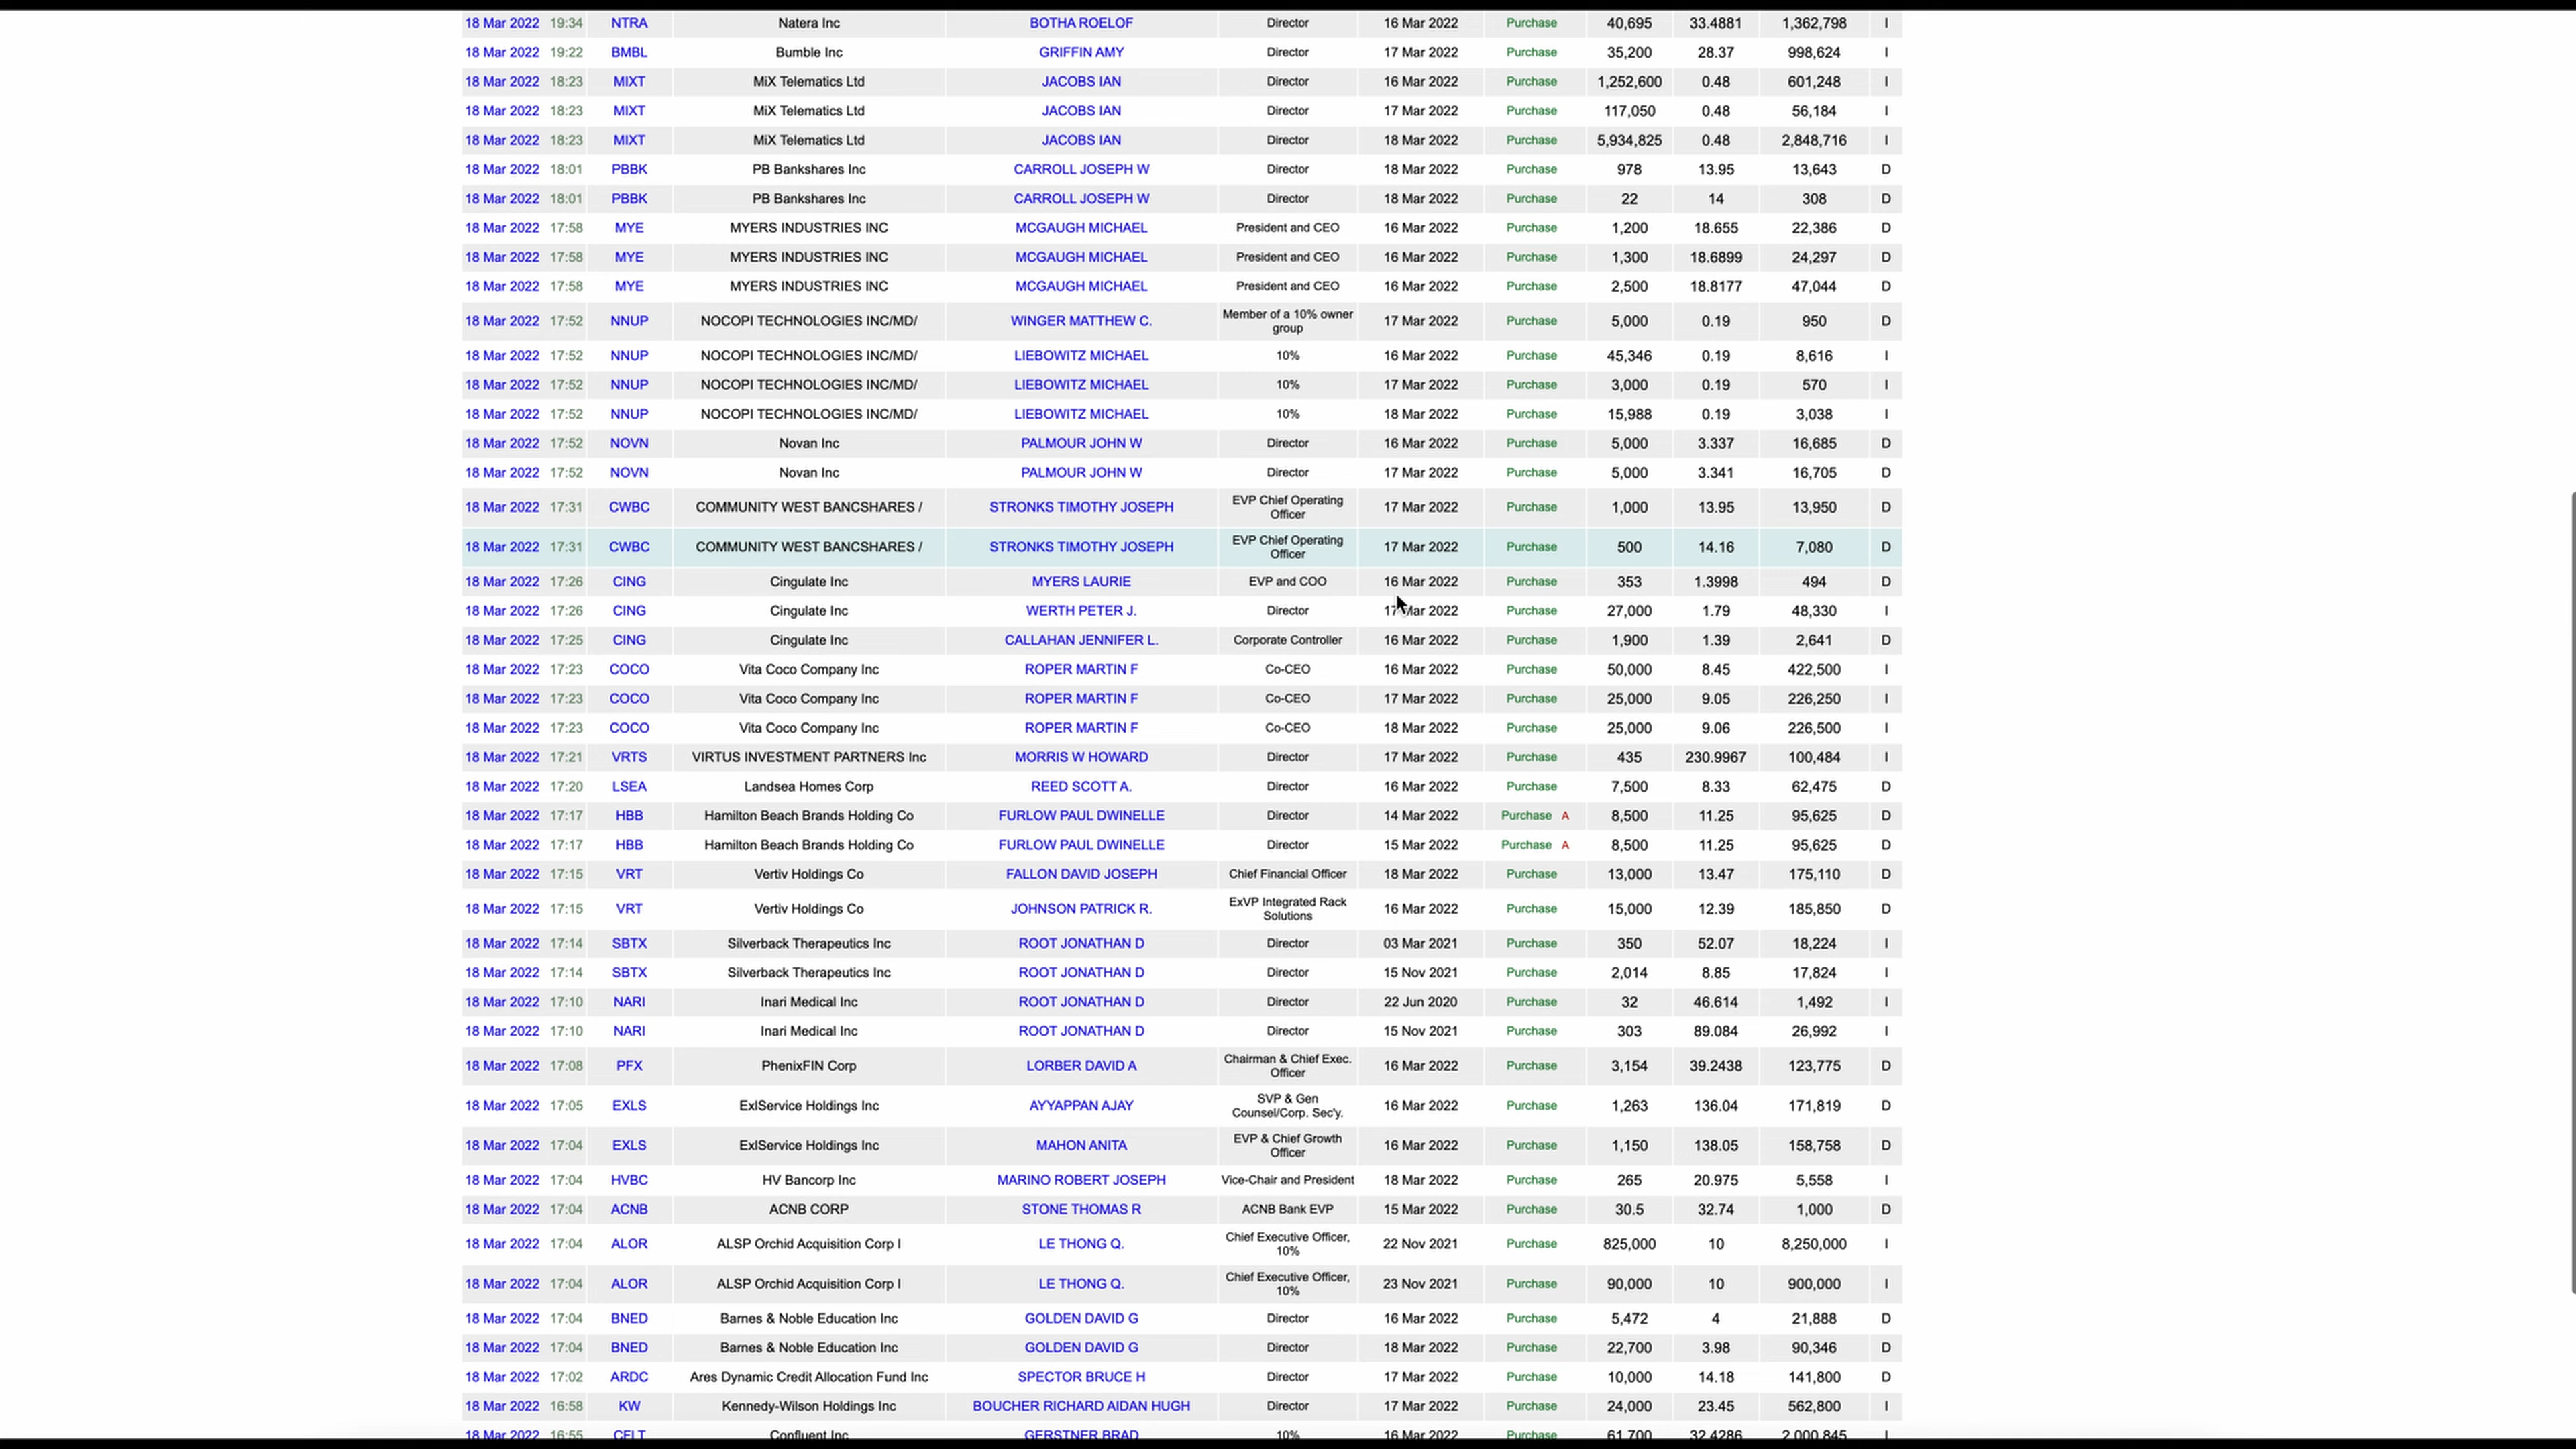 18 Mar 2022 19:34 NTRA Natera Inc BOTHA ROELOF Director 16 Mar 2022 Purchase 40,695 33.4881 1,362,798 I
18 Mar 2022 19:22 BMBL Bumble Inc GRIFFIN AMY Director 17 Mar 2022 Purchase 35,200 28.37 998,624 I
18 Mar 2022 18:23 MIXT MiX Telematics Ltd JACOBS IAN Director 16 Mar 2022 Purchase 1,252,600 0.48 601,248 I
18 Mar 2022 18:23 MIXT MiX Telematics Ltd JACOBS IAN Director 17 Mar 2022 Purchase 117,050 0.48 56,184 I
18 Mar 2022 18:23 MIXT MiX Telematics Ltd JACOBS IAN Director 18 Mar 2022 Purchase 5,934,825 0.48 2,848,716 I
18 Mar 2022 18:01 PBBK PB Bankshares Inc CARROLL JOSEPH W Director 18 Mar 2022 Purchase 978 13.95 13,643 D
18 Mar 2022 18:01 PBBK PB Bankshares Inc CARROLL JOSEPH W Director 18 Mar 2022 Purchase 22 14 308 D
18 Mar 2022 17:58 MYE MYERS INDUSTRIES INC MCGAUGH MICHAEL President and CEO 16 Mar 2022 Purchase 1,200 18.655 22,386 D
18 Mar 2022 17:58 MYE MYERS INDUSTRIES INC MCGAUGH MICHAEL President and CEO 16 Mar 2022 Purchase 1,300 18.6899 24,297 D
18 Mar 2022 17:58 MYE MYERS INDUSTRIES INC MCGAUGH MICHAEL President and CEO 16 Mar 2022 Purchase 2,500 18.8177 47,044 D
18 Mar 2022 17:52 NNUP NOCOPI TECHNOLOGIES INC/MD/ WINGER MATTHEW C. Member of a 10% owner group 17 Mar 2022 Purchase 5,000 0.19 950 D
18 Mar 2022 17:52 NNUP NOCOPI TECHNOLOGIES INC/MD/ LIEBOWITZ MICHAEL 10% 16 Mar 2022 Purchase 45,346 0.19 8,616 I
18 Mar 2022 17:52 NNUP NOCOPI TECHNOLOGIES INC/MD/ LIEBOWITZ MICHAEL 10% 17 Mar 2022 Purchase 3,000 0.19 570 I
18 Mar 2022 17:52 NNUP NOCOPI TECHNOLOGIES INC/MD/ LIEBOWITZ MICHAEL 10% 18 Mar 2022 Purchase 15,988 0.19 3,038 I
18 Mar 2022 17:52 NOVN Novan Inc PALMOUR JOHN W Director 16 Mar 2022 Purchase 5,000 3.337 16,685 D
18 Mar 2022 17:52 NOVN Novan Inc PALMOUR JOHN W Director 17 Mar 2022 Purchase 5,000 3.341 16,705 D
18 Mar 2022 17:31 CWBC COMMUNITY WEST BANCSHARES / STRONKS TIMOTHY JOSEPH EVP Chief Operating Officer 17 Mar 2022 Purchase 1,000 13.95 13,950 D
18 Mar 2022 17:31 CWBC COMMUNITY WEST BANCSHARES / STRONKS TIMOTHY JOSEPH EVP Chief Operating Officer 17 Mar 2022 Purchase 500 14.16 7,080 D
18 Mar 2022 17:26 CING Cingulate Inc MYERS LAURIE EVP and COO 16 Mar 2022 Purchase 353 1.3998 494 D
18 Mar 2022 17:26 CING Cingulate Inc WERTH PETER J. Director 17 Mar 2022 Purchase 27,000 1.79 48,330 I
18 Mar 2022 17:25 CING Cingulate Inc CALLAHAN JENNIFER L. Corporate Controller 16 Mar 2022 Purchase 1,900 1.39 2,641 D
18 Mar 2022 17:23 COCO Vita Coco Company Inc ROPER MARTIN F Co-CEO 16 Mar 2022 Purchase 50,000 8.45 422,500 I
18 Mar 2022 17:23 COCO Vita Coco Company Inc ROPER MARTIN F Co-CEO 17 Mar 2022 Purchase 25,000 9.05 226,250 I
18 Mar 2022 17:23 COCO Vita Coco Company Inc ROPER MARTIN F Co-CEO 18 Mar 2022 Purchase 25,000 9.06 226,500 I
18 Mar 2022 17:21 VRTS VIRTUS INVESTMENT PARTNERS Inc MORRIS W HOWARD Director 17 Mar 2022 Purchase 435 230.9967 100,484 I
18 Mar 2022 17:20 LSEA Landsea Homes Corp REED SCOTT A. Director 16 Mar 2022 Purchase 7,500 8.33 62,475 D
18 Mar 2022 17:17 HBB Hamilton Beach Brands Holding Co FURLOW PAUL DWINELLE Director 14 Mar 2022 Purchase A 8,500 11.25 95,625 D
18 Mar 2022 17:17 HBB Hamilton Beach Brands Holding Co FURLOW PAUL DWINELLE Director 15 Mar 2022 Purchase A 8,500 11.25 95,625 D
18 Mar 2022 17:15 VRT Vertiv Holdings Co FALLON DAVID JOSEPH Chief Financial Officer 18 Mar 2022 Purchase 13,000 13.47 175,110 D
18 Mar 2022 17:15 VRT Vertiv Holdings Co JOHNSON PATRICK R. ExVP Integrated Rack Solutions 16 Mar 2022 Purchase 15,000 12.39 185,850 D
18 Mar 2022 17:14 SBTX Silverback Therapeutics Inc ROOT JONATHAN D Director 03 Mar 2021 Purchase 350 52.07 18,224 I
18 Mar 2022 17:14 SBTX Silverback Therapeutics Inc ROOT JONATHAN D Director 15 Nov 2021 Purchase 2,014 8.85 17,824 I
18 Mar 2022 17:10 NARI Inari Medical Inc ROOT JONATHAN D Director 22 Jun 2020 Purchase 32 46.614 1,492 I
18 Mar 2022 17:10 NARI Inari Medical Inc ROOT JONATHAN D Director 15 Nov 2021 Purchase 303 89.084 26,992 I
18 Mar 2022 17:08 PFX PhenixFIN Corp LORBER DAVID A Chairman & Chief Exec. Officer 16 Mar 2022 Purchase 3,154 39.2438 123,775 D
18 Mar 2022 17:05 EXLS ExlService Holdings Inc AYYAPPAN AJAY SVP & Gen Counsel/Corp. Sec'y. 16 Mar 2022 Purchase 1,263 136.04 171,819 D
18 Mar 2022 17:04 EXLS ExlService Holdings Inc MAHON ANITA EVP & Chief Growth Officer 16 Mar 2022 Purchase 1,150 138.05 158,758 D
18 Mar 2022 17:04 HVBC HV Bancorp Inc MARINO ROBERT JOSEPH Vice-Chair and President 18 Mar 2022 Purchase 265 20.975 5,558 I
18 Mar 2022 17:04 ACNB ACNB CORP STONE THOMAS R ACNB Bank EVP 15 Mar 2022 Purchase 30.5 32.74 1,000 D
18 Mar 2022 17:04 ALOR ALSP Orchid Acquisition Corp I LE THONG Q. Chief Executive Officer, 10% 22 Nov 2021 Purchase 825,000 10 8,250,000 I
18 Mar 2022 17:04 ALOR ALSP Orchid Acquisition Corp I LE THONG Q. Chief Executive Officer, 10% 23 Nov 2021 Purchase 90,000 10 900,000 I
18 Mar 2022 17:04 BNED Barnes & Noble Education Inc GOLDEN DAVID G Director 16 Mar 2022 Purchase 5,472 4 21,888 D
18 Mar 2022 17:04 BNED Barnes & Noble Education Inc GOLDEN DAVID G Director 18 Mar 2022 Purchase 22,700 3.98 90,346 D
18 Mar 2022 17:02 ARDC Ares Dynamic Credit Allocation Fund Inc SPECTOR BRUCE H Director 17 Mar 2022 Purchase 10,000 14.18 141,800 D
18 Mar 2022 16:58 KW Kennedy-Wilson Holdings Inc BOUCHER RICHARD AIDAN HUGH Director 17 Mar 2022 Purchase 24,000 23.45 562,800 I
18 Mar 2022 16:55 CFLT Confluent Inc GERSTNER BRAD 10% 16 Mar 2022 Purchase 61,700 32.4286 2,000,845 I